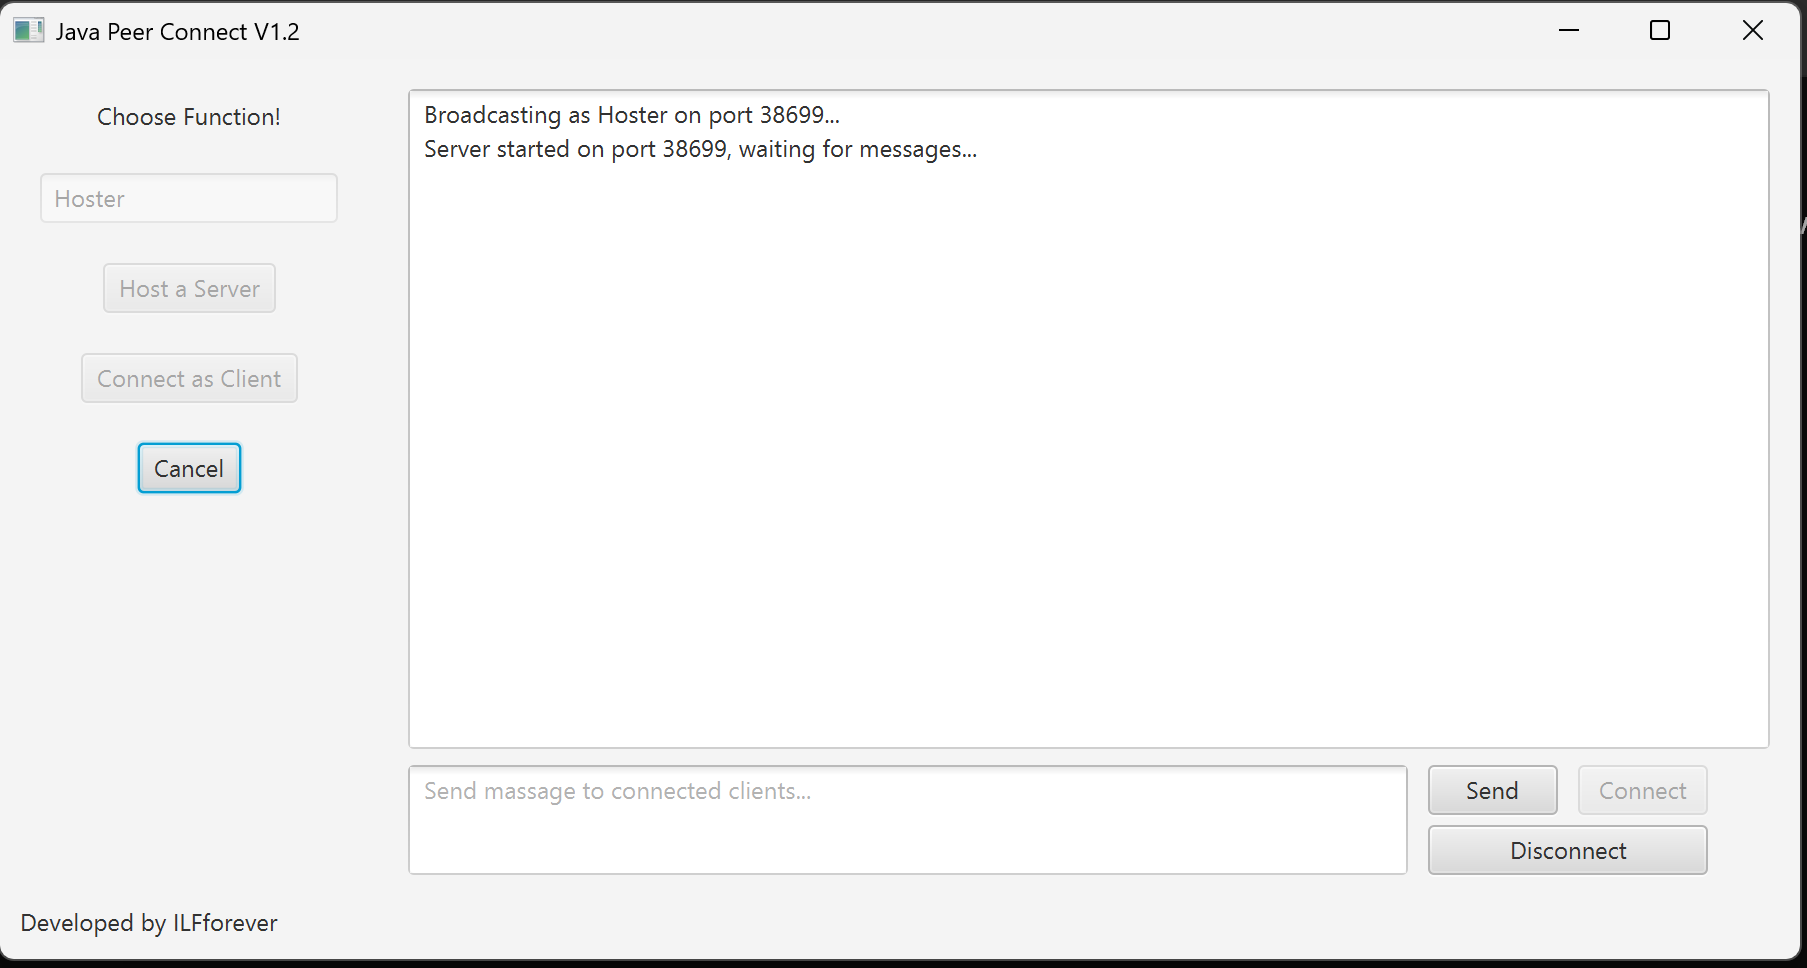 Java Peer Connect V1.2
Choose Function!
Hoster
Host a Server
Connect as Client
Cancel
Broadcasting as Hoster on port 38699...
Server started on port 38699, waiting for messages...
Send massage to connected clients...
Send
Connect
Disconnect
Developed by ILFforever